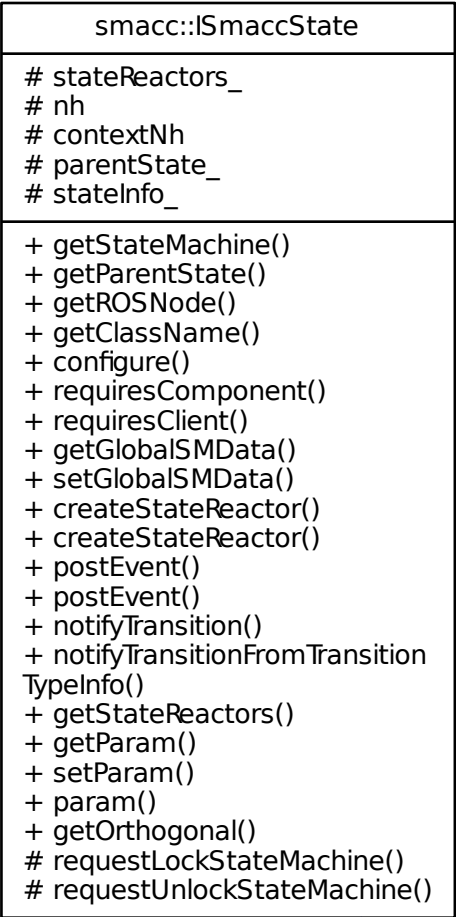 smacc::ISmaccState
# stateReactors_
# nh
# contextNh
# parentState_
# stateInfo_
+ getStateMachine()
+ getParentState()
+ getROSNode()
+ getClassName()
+ configure()
+ requiresComponent()
+ requiresClient()
+ getGlobalSMData()
+ setGlobalSMData()
+ createStateReactor()
+ createStateReactor()
+ postEvent()
+ postEvent()
+ notifyTransition()
+ notifyTransitionFromTransition
TypeInfo()
+ getStateReactors()
+ getParam()
+ setParam()
+ param()
+ getOrthogonal()
# requestLockStateMachine()
# requestUnlockStateMachine()